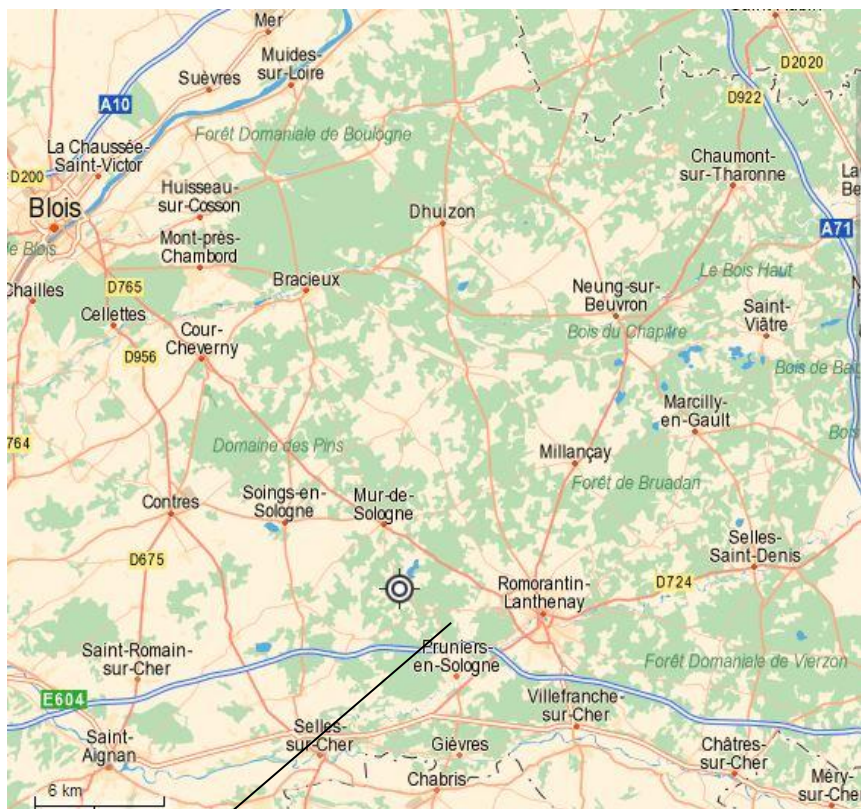 Mer
Muides-
sur-Loire
D2020
Suèvres
A10
D922
Forêt Domaniale de Boulogne
La Chaussée-
Saint-Victor
Chaumont-
sur-Tharonne
D200
Huisseau-
sur-Cosson
Blois
Dhuizon
A71
Mont-près-
Chambord
Le Bois Haut
D765
Bracieux
Neung-sur-
Beuvron
Chailles
Saint-
Viâtre
Cellettes
Cour-
Cheverny
Bois du Chapitre
D956
Marcilly-
en-Gault
764
Domaine des Pins
Millançay
Forêt de Bruadan
Soings-en-
Sologne
Mur-de-
Sologne
Contres
Selles-
Saint-Denis
D675
Romorantin-
Lanthenay
D724
Saint-Romain-
sur-Cher
Pruniers-
en-Sologne
Forêt Domaniale de Vierzon
E604
Villefranche-
sur-Cher
Selles-
sur-Cher
Saint-
Aignan
Gièvres
Châtres-
sur-Cher
Chabris
Méry-
sur-Che
6 km